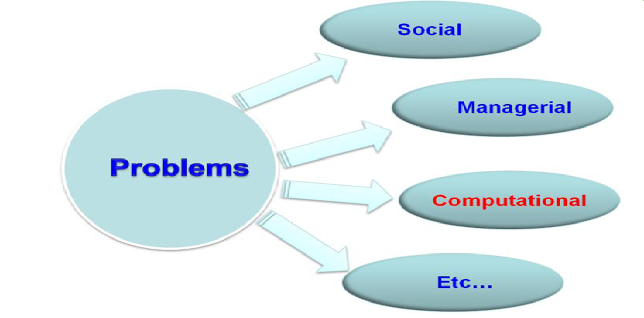 Social
Managerial
Problems
Computational
Etc...